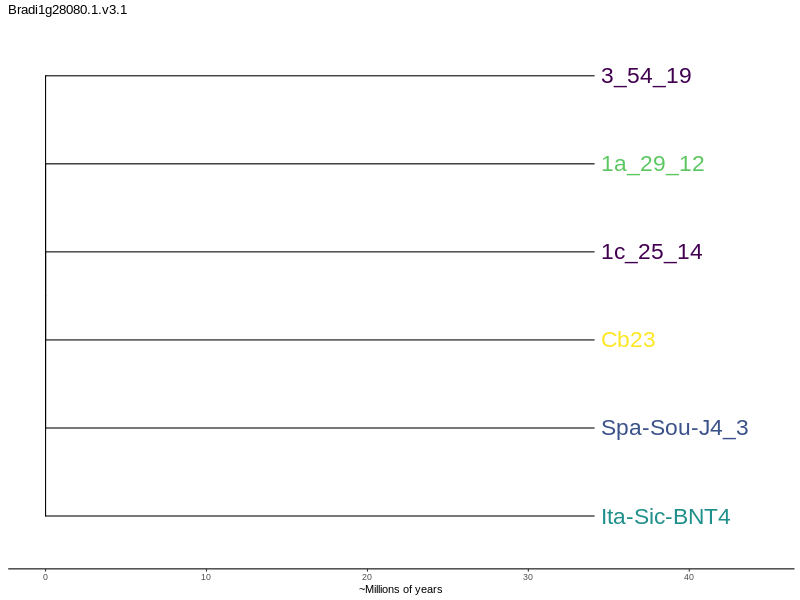 Bradi1g28080.1.v3.1
3_54_19
1a_29_12
1c_25_14
Cb23
Spa-Sou-J4_3
Ita-Sic-BNT4
0 10 20 30 40
~Millions of years